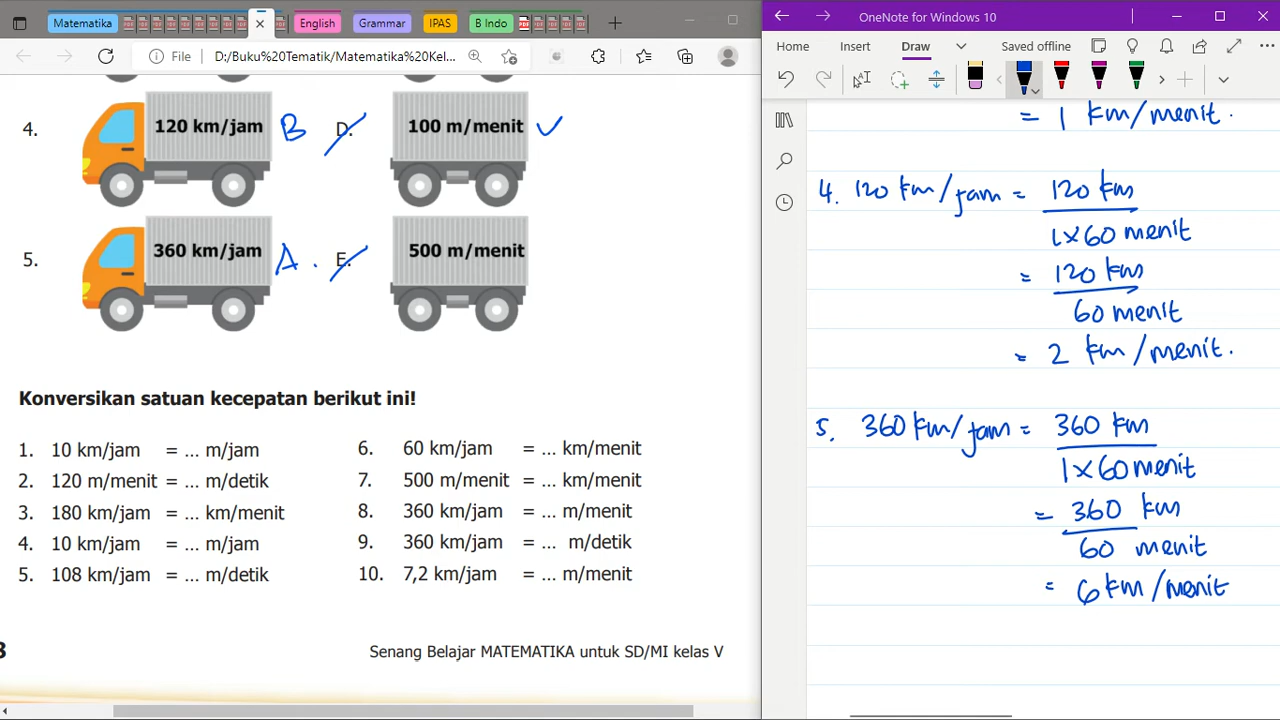 Matematika
English
Grammar
IPAS
B Indo
File
D:/Buku%20Tematik/Matematika%20Kel...
4.
120 km/jam
B
D.
100 m/menit
5.
360 km/jam
A.
E.
500 m/menit
Konversikan satuan kecepatan berikut ini!
1. 10 km/jam = ... m/jam
2. 120 m/menit = ... m/detik
3. 180 km/jam = ... km/menit
4. 10 km/jam = ... m/jam
5. 108 km/jam = ... m/detik
6. 60 km/jam = ... km/menit
7. 500 m/menit = ... km/menit
8. 360 km/jam = ... m/menit
9. 360 km/jam = ... m/detik
10. 7,2 km/jam = ... m/menit
Senang Belajar MATEMATIKA untuk SD/MI kelas V
OneNote for Windows 10
Home Insert Draw Saved offline
= 1 km/menit.
4. 120 km/jam = 120 km
1x60 menit
= 120 km
60 menit
= 2 km/menit.
5. 360 km/jam = 360 km
1 x 60 menit
= 360 km
60 menit
= 6 km/menit